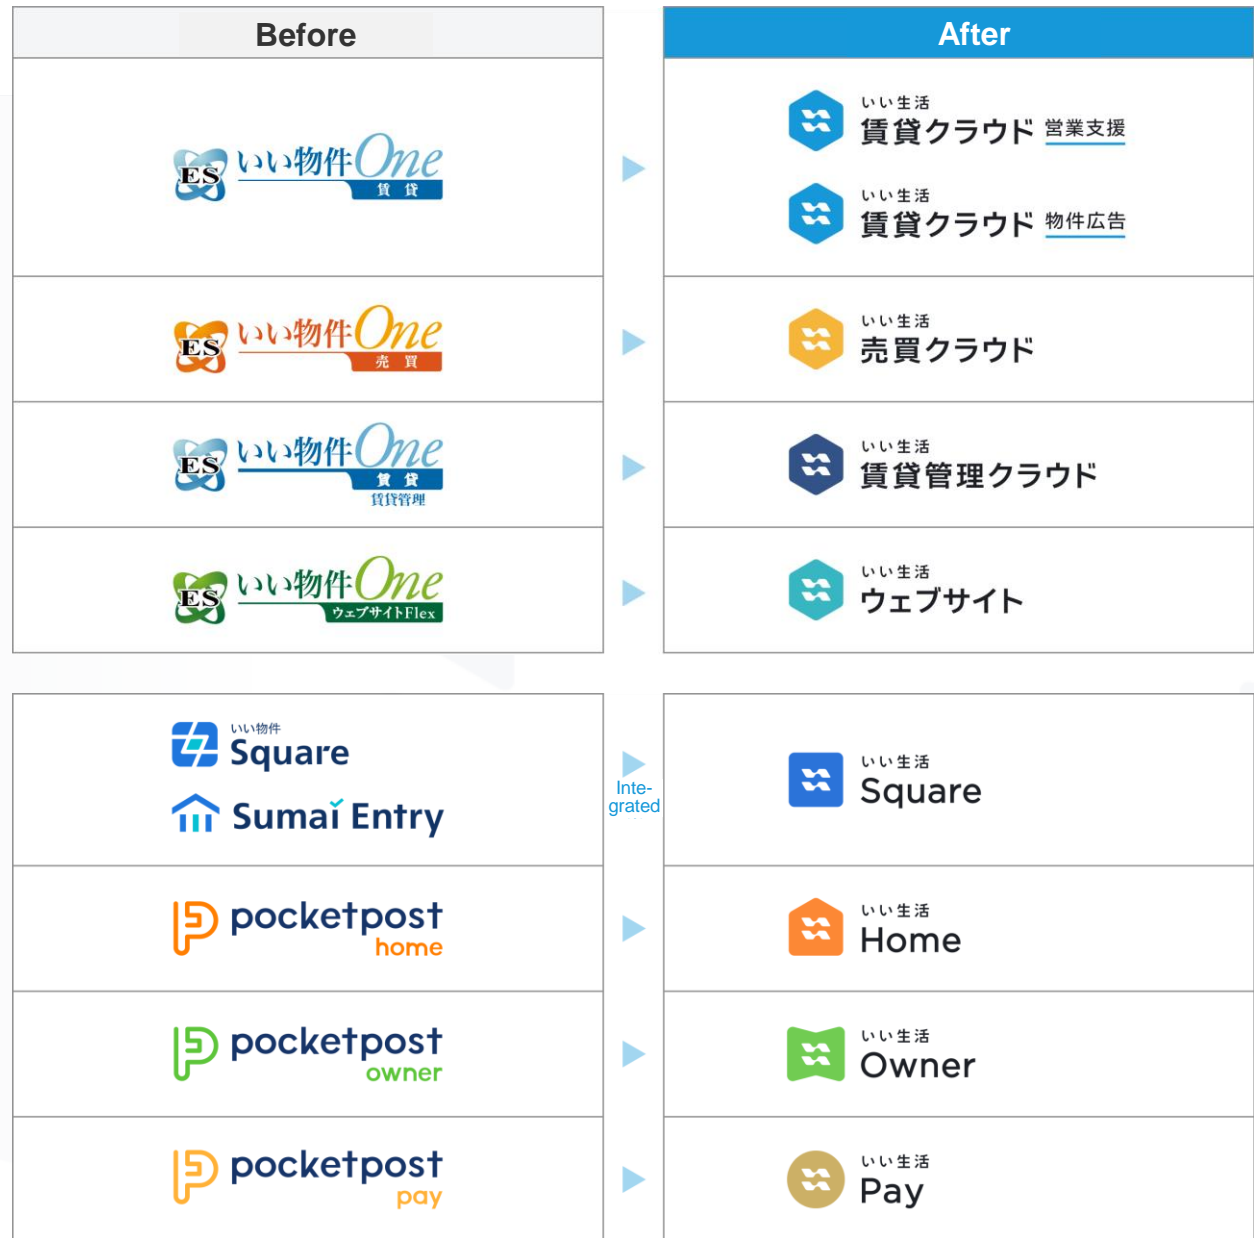 Before
After
ES いい物件One
賃貸
いい生活
賃貸クラウド 営業支援
いい生活
賃貸クラウド 物件広告
ES いい物件One
売買
いい生活
売買クラウド
ES いい物件One
賃貸
賃貸管理
いい生活
賃貸管理クラウド
ES いい物件One
ウェブサイトFlex
いい生活
ウェブサイト
いい物件
Square
Sumai Entry
Inte-
grated
いい生活
Square
pocketpost
home
いい生活
Home
pocketpost
owner
いい生活
Owner
pocketpost
pay
いい生活
Pay